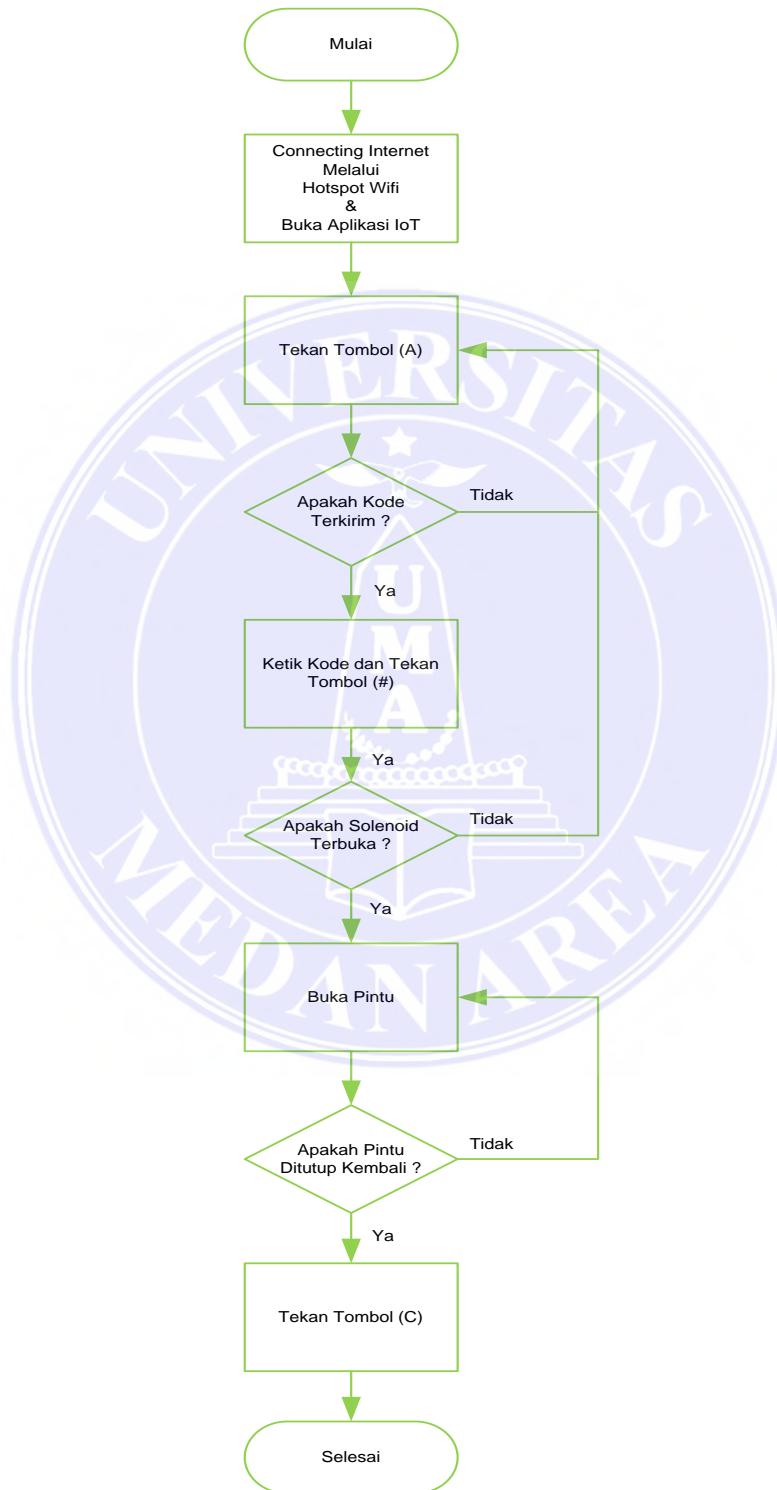 Mulai
Connecting Internet
Melalui
Hotspot Wifi
&
Buka Aplikasi IoT
Tekan Tombol (A)
Apakah Kode
Terkirim ?
Tidak
Ya
Ketik Kode dan Tekan
Tombol (#)
Ya
Apakah Solenoid
Terbuka ?
Tidak
Ya
Buka Pintu
Apakah Pintu
Ditutup Kembali ?
Tidak
Ya
Tekan Tombol (C)
Selesai
UNIVERSITAS
UMA
MEDAN AREA